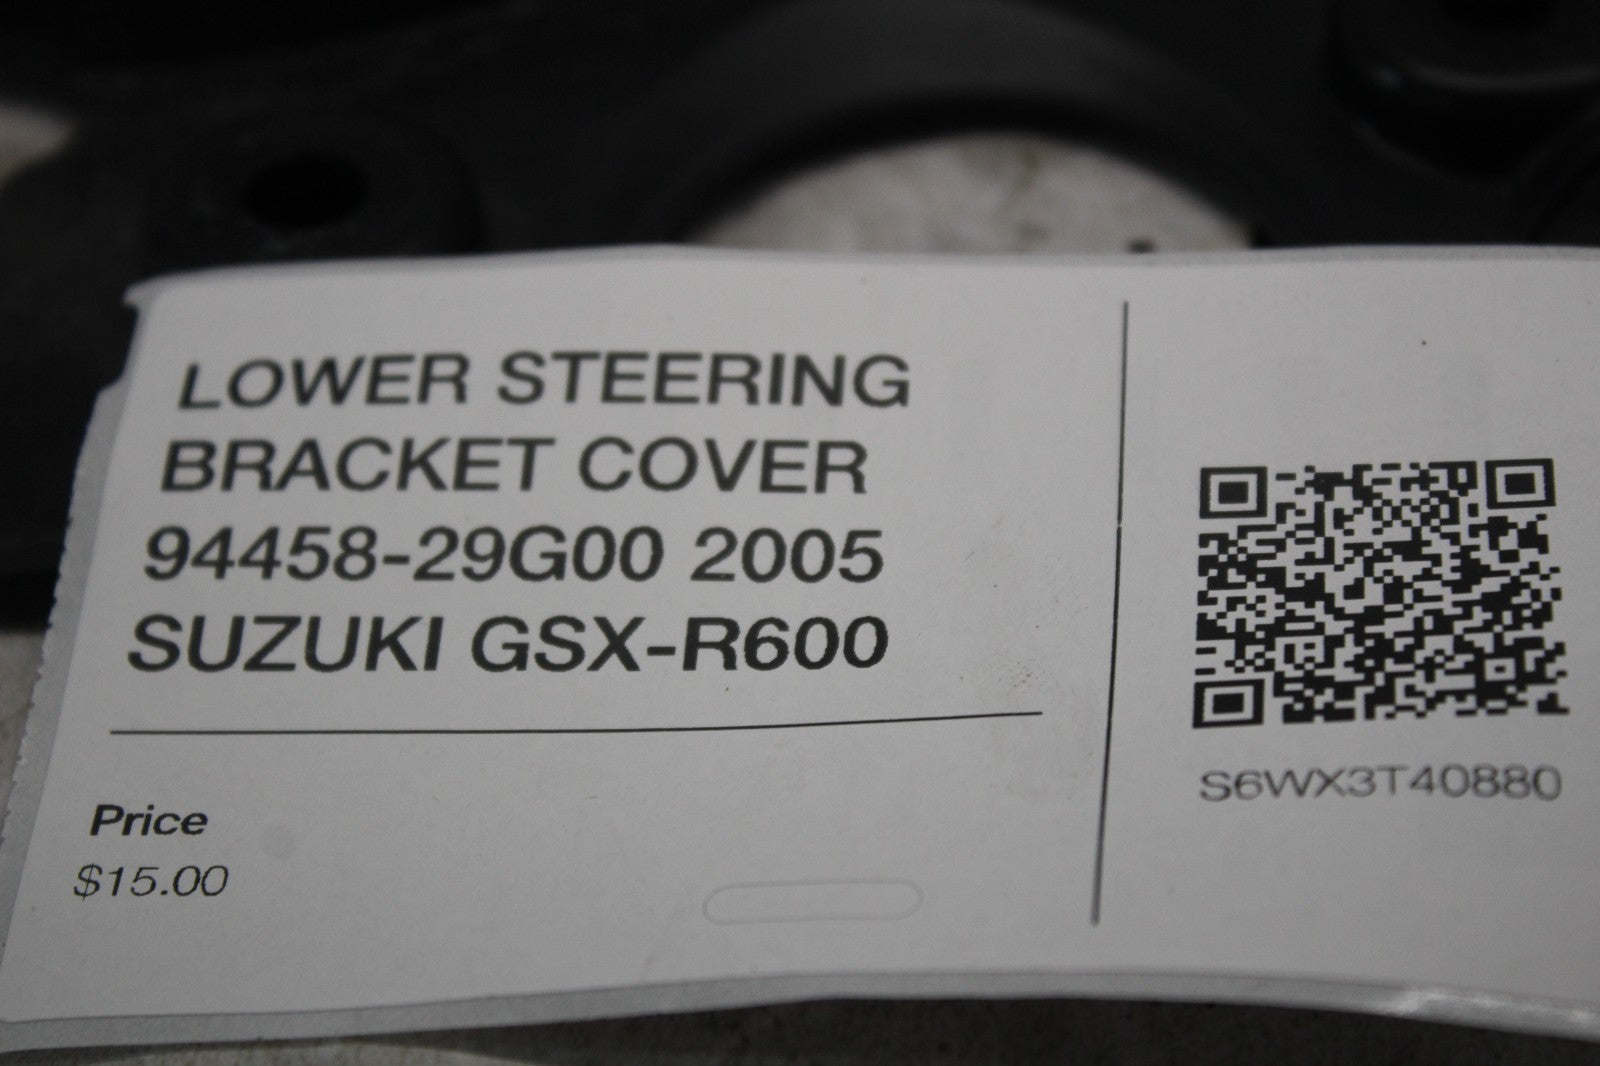 LOWER STEERING
BRACKET COVER
94458-29G00 2005
SUZUKI GSX-R600
Price
$15.00
S6WX3T40880